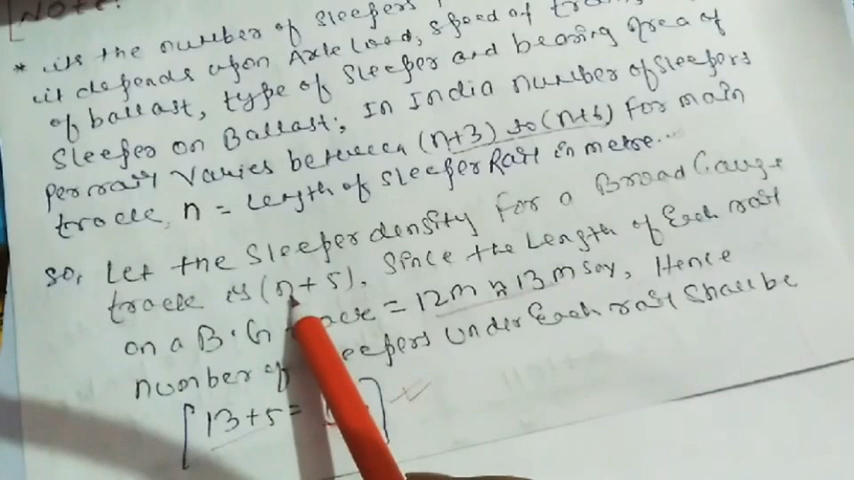 [Note:
* its the number of sleepers
it depends upon Axle load, speed of
of ballast, type of sleeper and bearing area of
sleeper on Ballast; In India number of sleepers
per rail varies between (n+3) to (n+6) for main
track, n = length of sleeper Rail in metre...
so, Let the sleeper density for a Broad Gauge
track is (n+5). Since the length of Each rail
on a B.G = 12m ≈ 13m say, Hence
number of sleepers under Each rail shall be
[13+5=